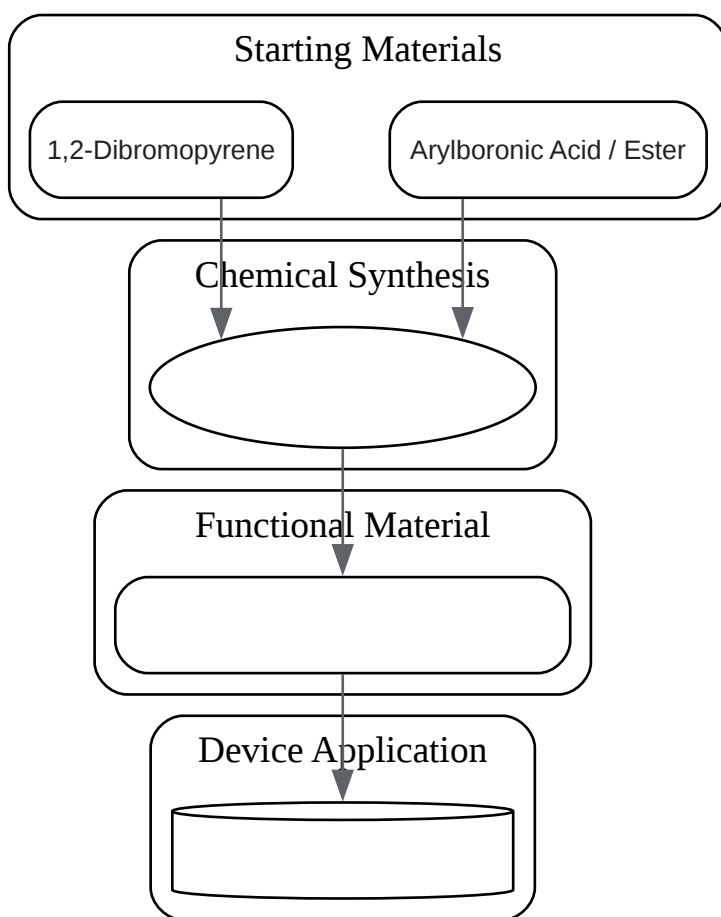 Starting Materials
1,2-Dibromopyrene
Arylboronic Acid / Ester
Chemical Synthesis
Functional Material
Device Application